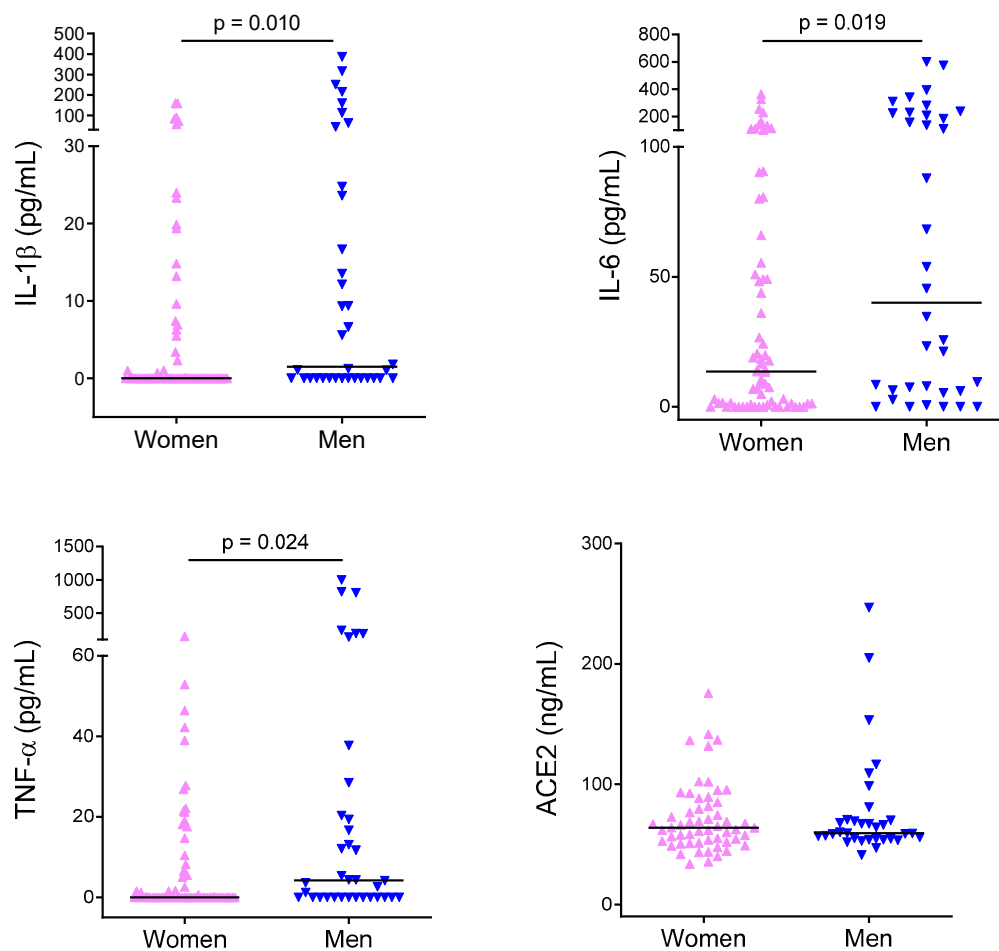 p = 0.010
500
400
300
200
100
30
20
10
0
IL-1β (pg/mL)
Women
Men
p = 0.019
800
600
400
200
100
50
0
IL-6 (pg/mL)
Women
Men
p = 0.024
1500
1000
500
60
40
20
0
TNF-α (pg/mL)
Women
Men
300
200
100
0
ACE2 (ng/mL)
Women
Men